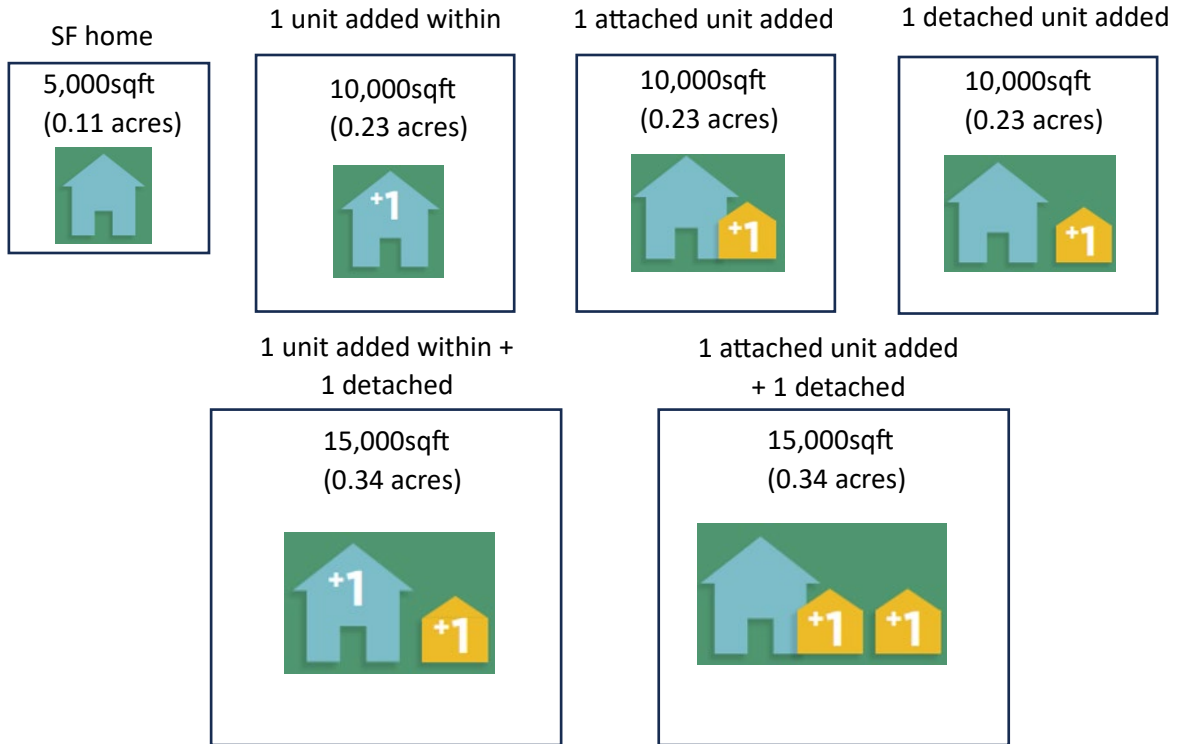 SF home
5,000sqft
(0.11 acres)
1 unit added within
10,000sqft
(0.23 acres)
+1
1 attached unit added
10,000sqft
(0.23 acres)
+1
1 detached unit added
10,000sqft
(0.23 acres)
+1
1 unit added within +
1 detached
15,000sqft
(0.34 acres)
+1
+1
1 attached unit added
+ 1 detached
15,000sqft
(0.34 acres)
+1 +1